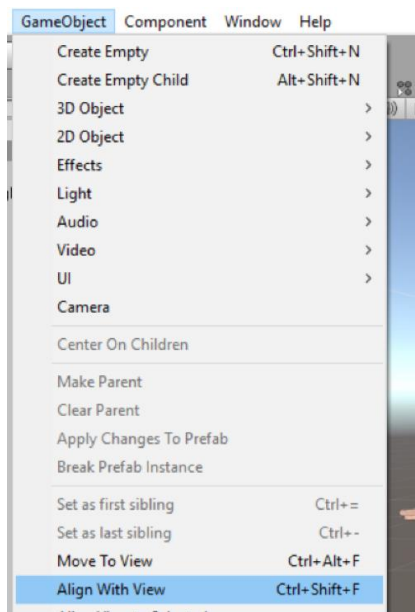 GameObject Component Window Help
Create Empty Ctrl+Shift+N
Create Empty Child Alt+Shift+N
3D Object >
2D Object >
Effects >
Light >
Audio >
Video >
UI >
Camera
Center On Children
Make Parent
Clear Parent
Apply Changes To Prefab
Break Prefab Instance
Set as first sibling Ctrl+=
Set as last sibling Ctrl+-
Move To View Ctrl+Alt+F
Align With View Ctrl+Shift+F